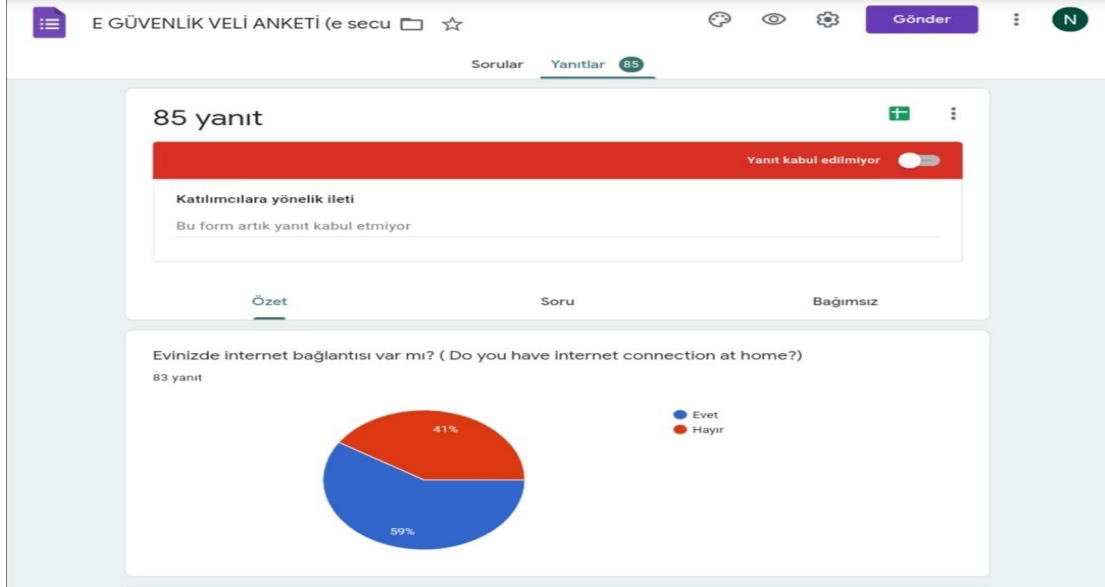 E GÜVENLİK VELİ ANKETİ (e secu
Gönder
N
Sorular Yanıtlar 85
85 yanıt
Yanıt kabul edilmiyor
Katılımcılara yönelik ileti
Bu form artık yanıt kabul etmiyor
Özet Soru Bağımsız
Evinizde internet bağlantısı var mı? ( Do you have internet connection at home?)
83 yanıt
Evet
Hayır
41%
59%